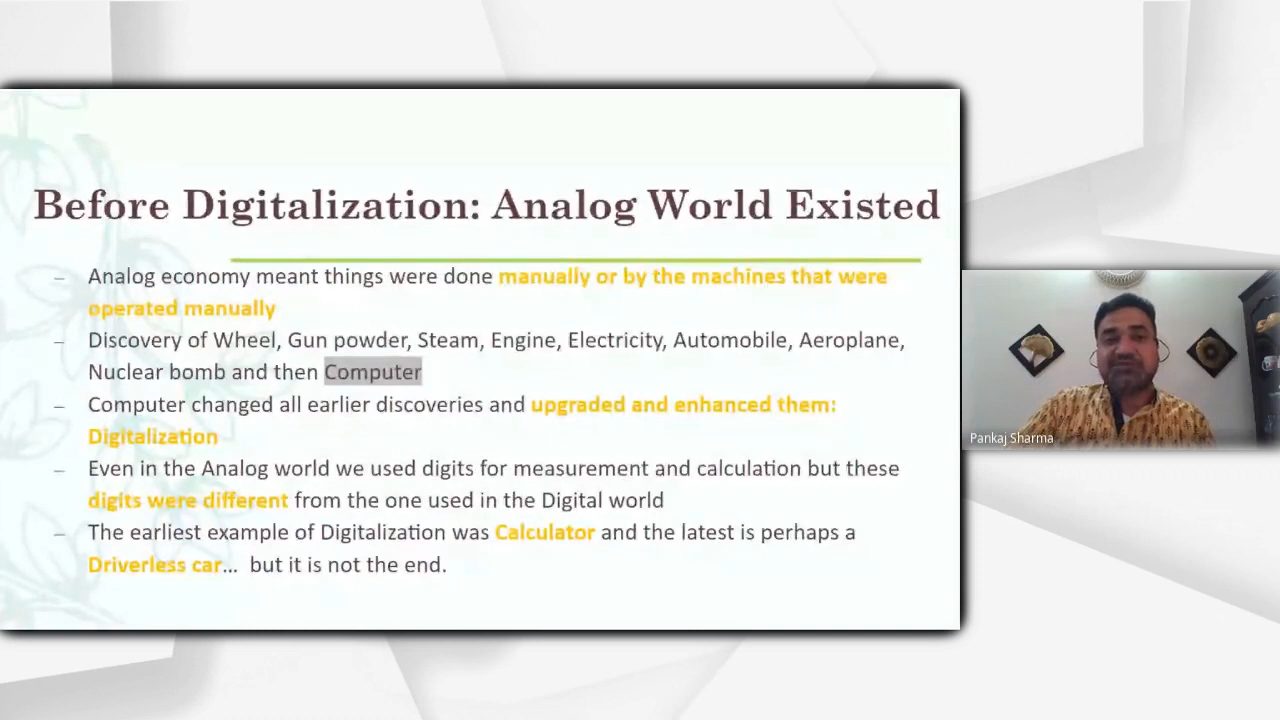 Before Digitalization: Analog World Existed
– Analog economy meant things were done manually or by the machines that were
operated manually
– Discovery of Wheel, Gun powder, Steam, Engine, Electricity, Automobile, Aeroplane,
Nuclear bomb and then Computer
– Computer changed all earlier discoveries and upgraded and enhanced them:
Digitalization
– Even in the Analog world we used digits for measurement and calculation but these
digits were different from the one used in the Digital world
– The earliest example of Digitalization was Calculator and the latest is perhaps a
Driverless car… but it is not the end.
Pankaj Sharma